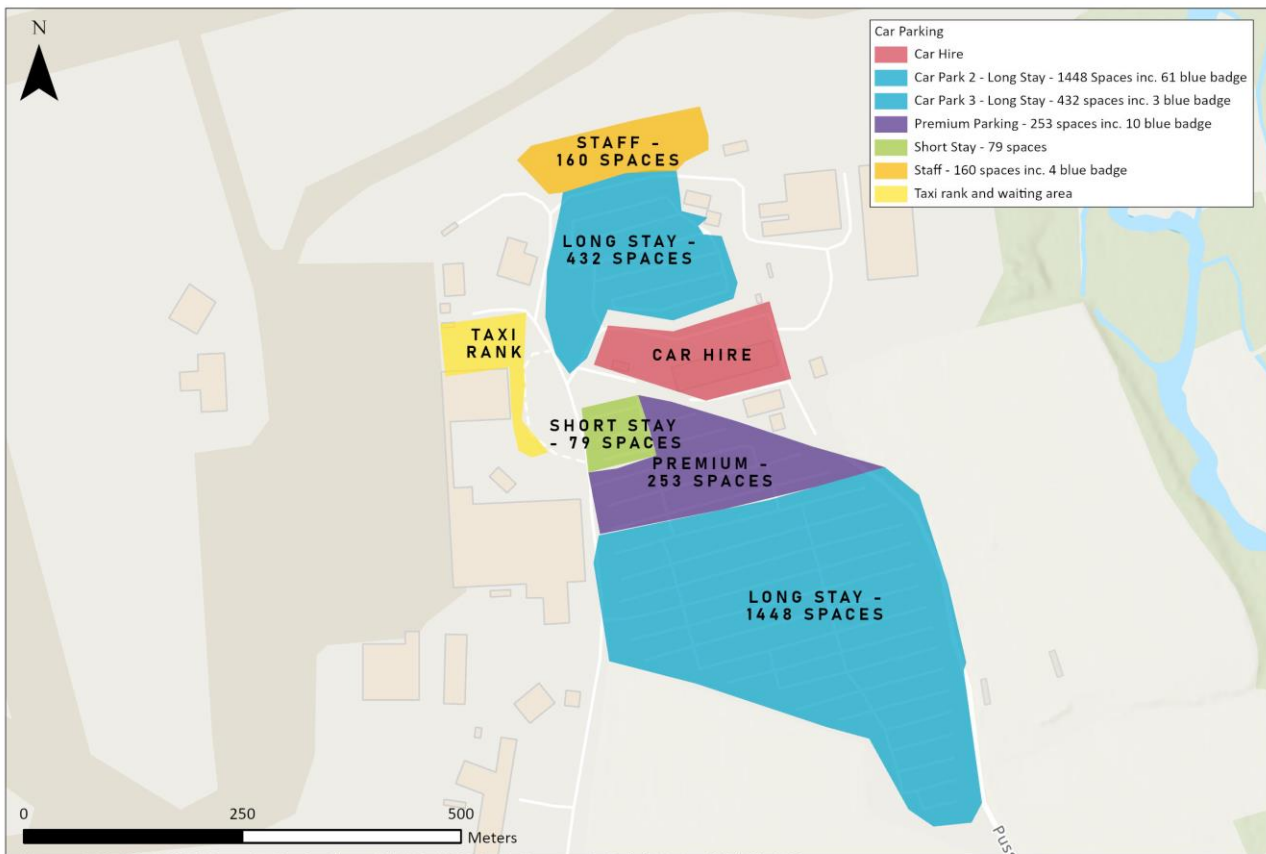 N
Car Parking
Car Hire
Car Park 2 - Long Stay - 1448 Spaces inc. 61 blue badge
Car Park 3 - Long Stay - 432 spaces inc. 3 blue badge
Premium Parking - 253 spaces inc. 10 blue badge
Short Stay - 79 spaces
Staff - 160 spaces inc. 4 blue badge
Taxi rank and waiting area
STAFF -
160 SPACES
LONG STAY -
432 SPACES
TAXI
RANK
CAR HIRE
SHORT STAY
- 79 SPACES
PREMIUM -
253 SPACES
LONG STAY -
1448 SPACES
0 250 500
Meters
Puss